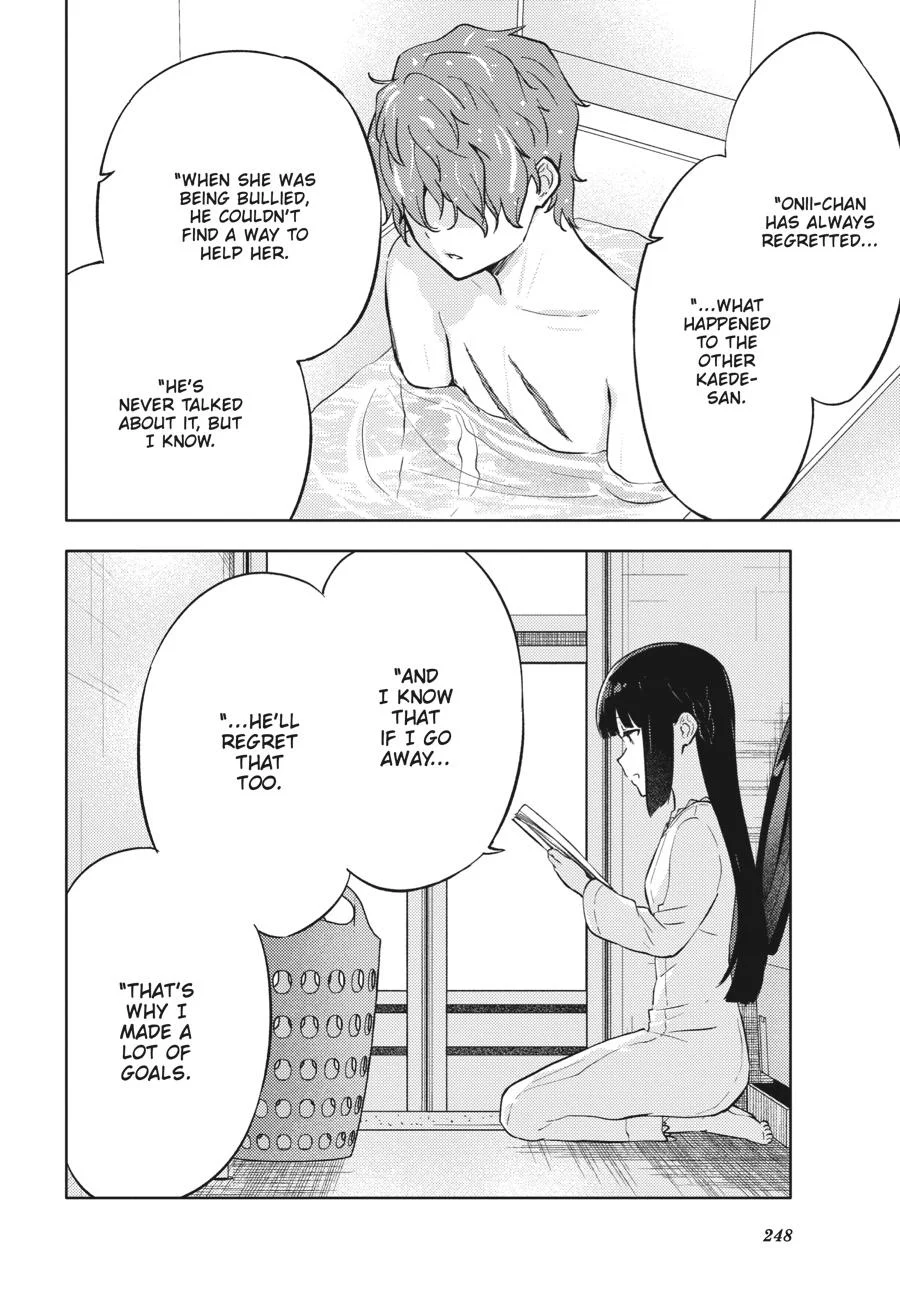 "ONII-CHAN
HAS ALWAYS
REGRETTED...
"...WHAT
HAPPENED
TO THE
OTHER
KAEDE-
SAN.
"WHEN SHE WAS
BEING BULLIED,
HE COULDN'T
FIND A WAY TO
HELP HER.
"HE'S
NEVER TALKED
ABOUT IT, BUT
I KNOW.
"AND
I KNOW
THAT
IF I GO
AWAY...
"...HE'LL
REGRET
THAT
TOO.
"THAT'S
WHY I
MADE A
LOT OF
GOALS.
248